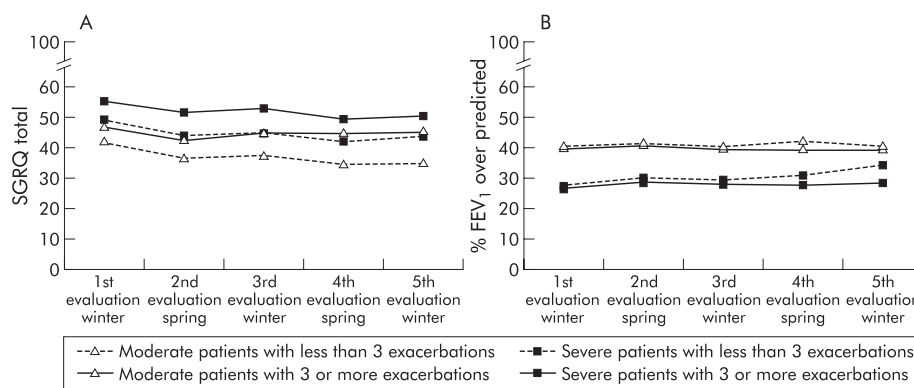 A
100
60
50
40
30
20
10
0
SGRQ total
1st evaluation winter
2nd evaluation spring
3rd evaluation winter
4th evaluation spring
5th evaluation winter
B
100
60
50
40
30
20
10
0
% FEV1 over predicted
1st evaluation winter
2nd evaluation spring
3rd evaluation winter
4th evaluation spring
5th evaluation winter
Moderate patients with less than 3 exacerbations
Moderate patients with 3 or more exacerbations
Severe patients with less than 3 exacerbations
Severe patients with 3 or more exacerbations